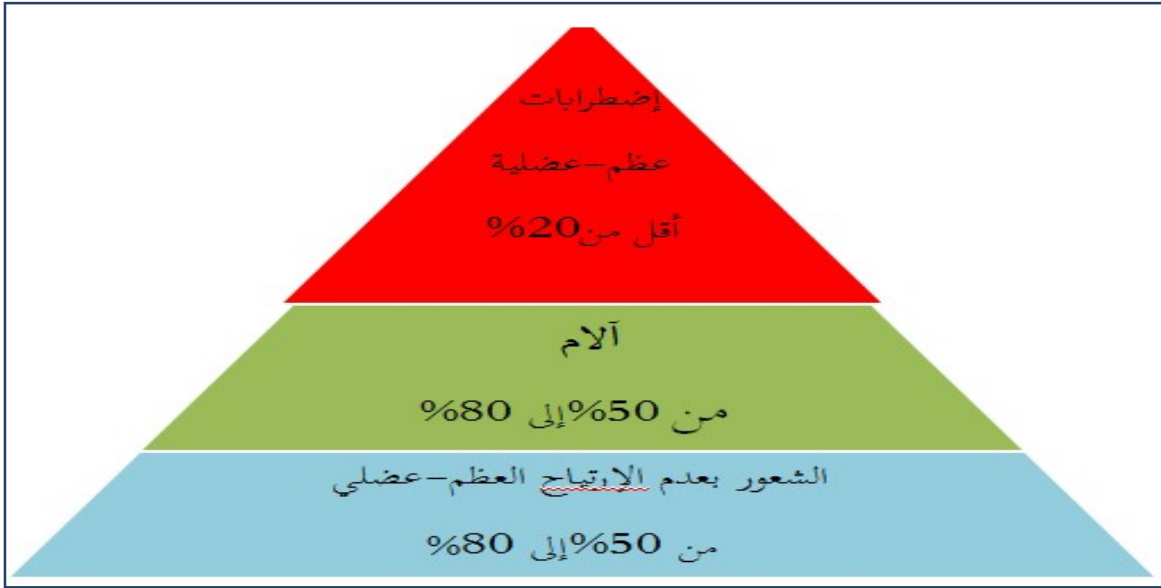 إضطرابات
عظم-عضلية
أقل من20%
آلام
من 50%إلى 80%
الشعور بعدم الإرتياح العظم-عضلي
من 50%إلى 80%